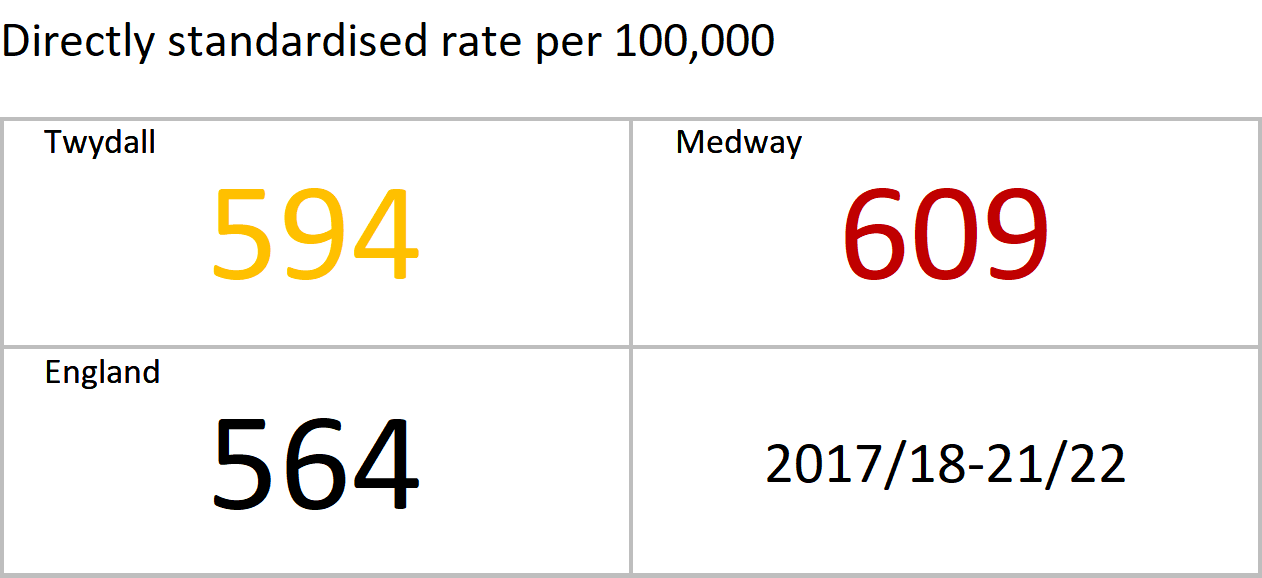 Directly standardised rate per 100,000
Twydall
594
Medway
609
England
564
2017/18-21/22